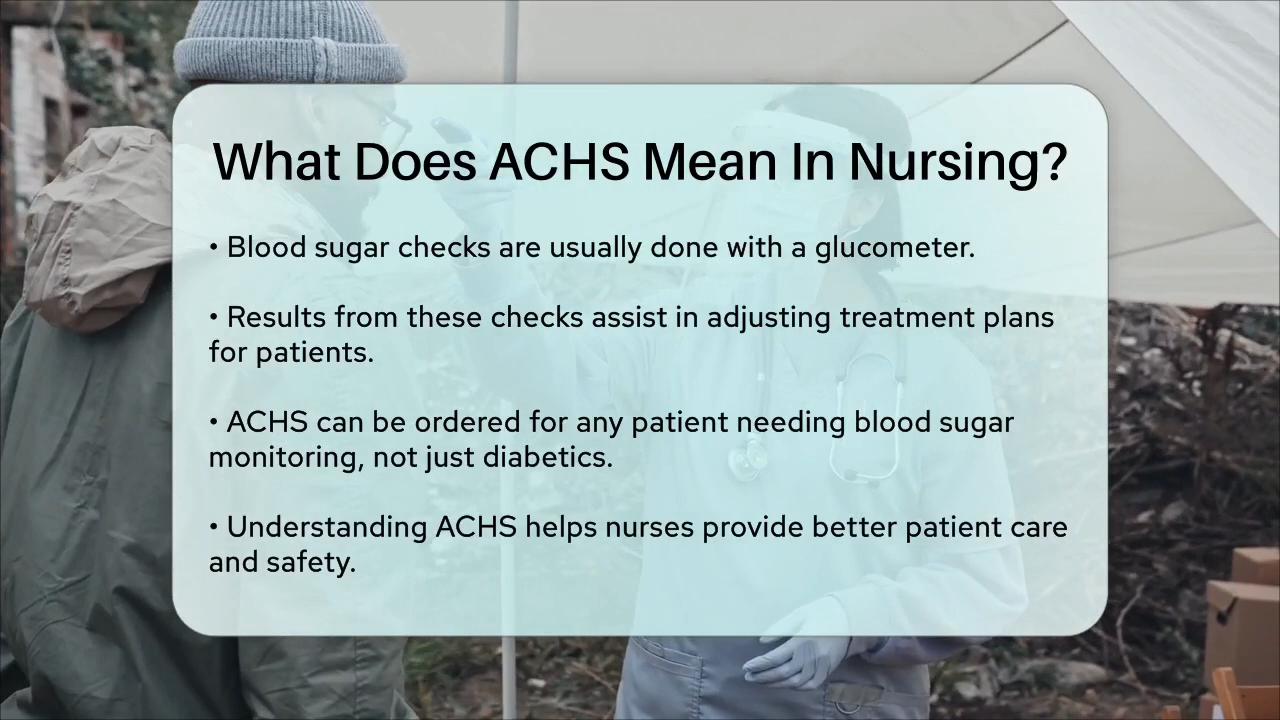 What Does ACHS Mean In Nursing?
• Blood sugar checks are usually done with a glucometer.
• Results from these checks assist in adjusting treatment plans
for patients.
• ACHS can be ordered for any patient needing blood sugar
monitoring, not just diabetics.
• Understanding ACHS helps nurses provide better patient care
and safety.